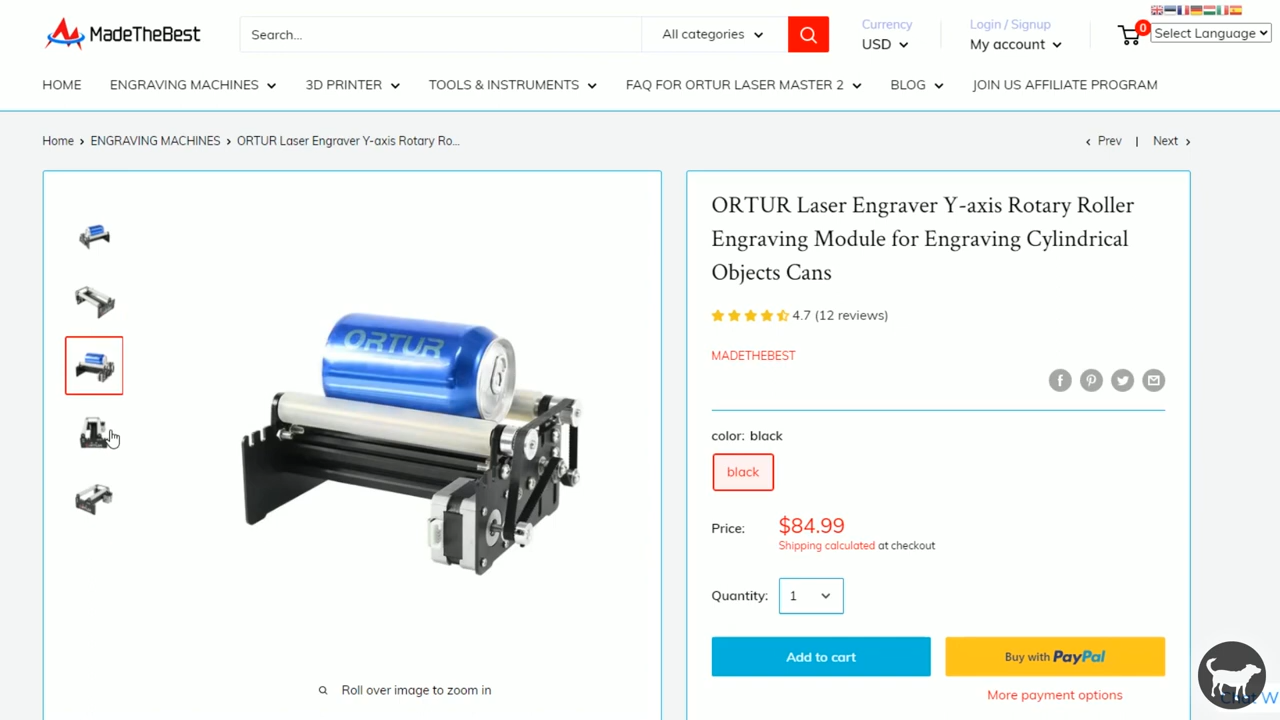 MadeTheBest
Search...
All categories
Currency
USD
Login / Signup
My account
0
Select Language
HOME
ENGRAVING MACHINES
3D PRINTER
TOOLS & INSTRUMENTS
FAQ FOR ORTUR LASER MASTER 2
BLOG
JOIN US AFFILIATE PROGRAM
Home > ENGRAVING MACHINES > ORTUR Laser Engraver Y-axis Rotary Ro...
Prev | Next
ORTUR
Roll over image to zoom in
ORTUR Laser Engraver Y-axis Rotary Roller
Engraving Module for Engraving Cylindrical
Objects Cans
4.7 (12 reviews)
MADETHEBEST
color: black
black
Price: $84.99
Shipping calculated at checkout
Quantity: 1
Add to cart
Buy with PayPal
More payment options